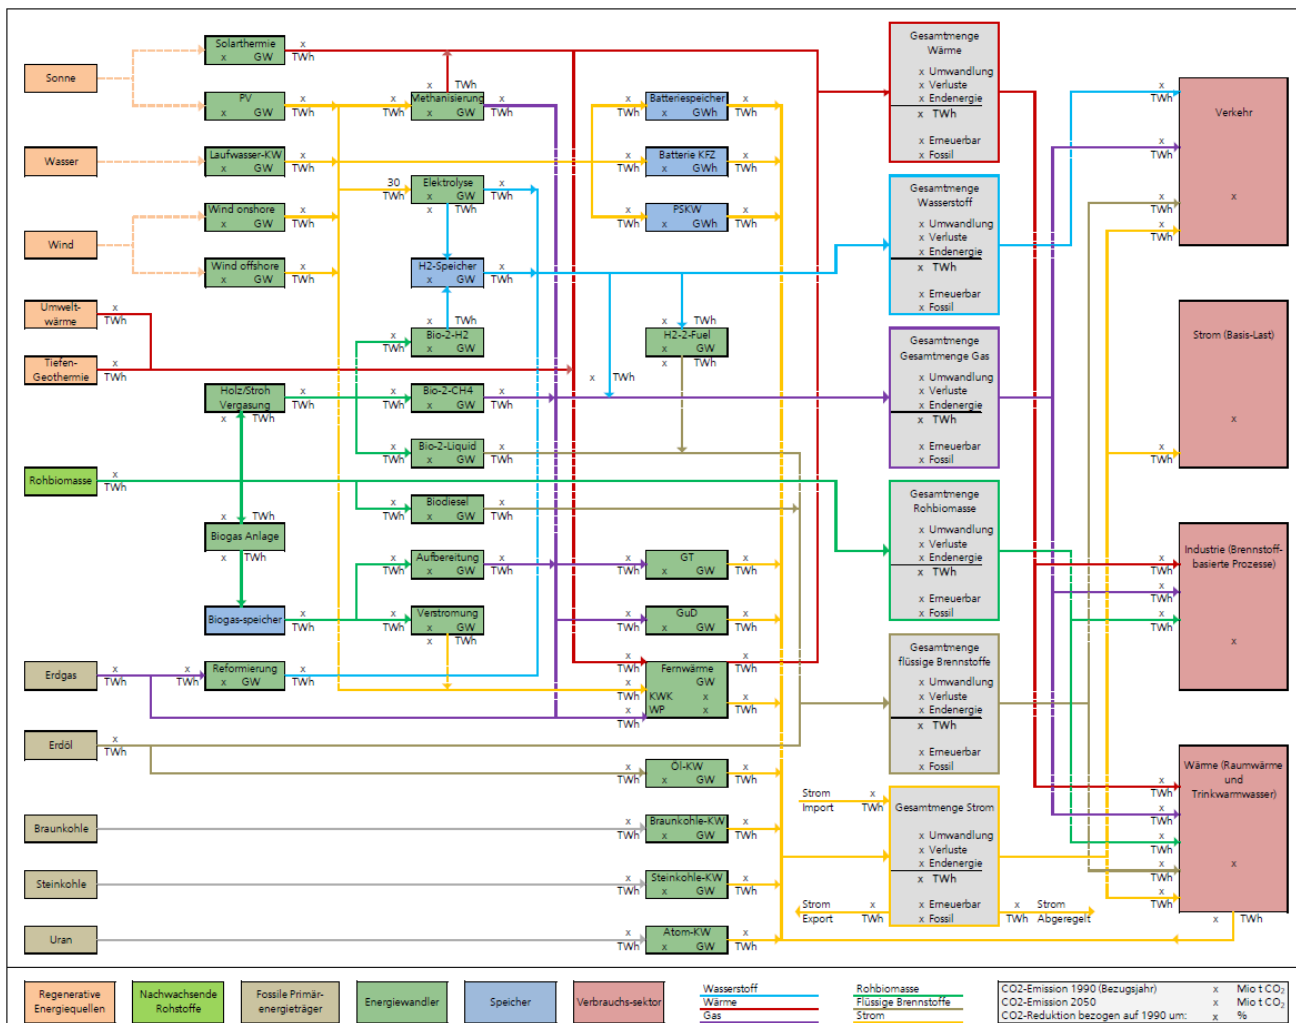 Sonne
Wasser
Wind
Umwelt-
wärme
Tiefen-
Geothermie
Rohbiomasse
Erdgas
Erdöl
Braunkohle
Steinkohle
Uran
Solarthermie
x GW
x
TWh
PV
x GW
x
TWh
Laufwasser-KW
x GW
x
TWh
Wind onshore
x GW
x
TWh
Wind offshore
x GW
x
TWh
x
TWh
x
TWh
Holz/Stroh
Vergasung
x TWh
x
TWh
x
TWh
x TWh
Biogas Anlage
x TWh
Biogas-speicher
x
TWh
x
TWh
x
TWh
Reformierung
x GW
x
TWh
x
TWh
x TWh
x
TWh
Methanisierung
x GW
x
TWh
30
TWh
Elektrolyse
x GW
x
TWh
x TWh
H2-Speicher
x GW
x
TWh
x TWh
x
TWh
Bio-2-H2
x GW
x
TWh
Bio-2-CH4
x GW
x
TWh
x
TWh
Bio-2-Liquid
x GW
x
TWh
x
TWh
Biodiesel
x GW
x
TWh
x
TWh
Aufbereitung
x GW
x
TWh
x
TWh
Verstromung
x GW
x TWh
x
TWh
Batteriespeicher
x GWh
x
TWh
x
TWh
Batterie KFZ
x GWh
x
TWh
x
TWh
PSKW
x GWh
x
TWh
x TWh
H2-2-Fuel
x GW
x TWh
x TWh
x
TWh
GT
x GW
x
TWh
x
TWh
GuD
x GW
x
TWh
x
TWh
x
TWh
x
TWh
Fernwärme
GW
KWK x
WP x
x
TWh
x
TWh
x
TWh
Öl-KW
x GW
x
TWh
x
TWh
Braunkohle-KW
x GW
x
TWh
x
TWh
Steinkohle-KW
x GW
x
TWh
x
TWh
Atom-KW
x GW
x
TWh
Gesamtmenge
Wärme
x Umwandlung
x Verluste
x Endenergie
x TWh
x Erneuerbar
x Fossil
Gesamtmenge
Wasserstoff
x Umwandlung
x Verluste
x Endenergie
x TWh
x Erneuerbar
x Fossil
Gesamtmenge
Gesamtmenge Gas
x Umwandlung
x Verluste
x Endenergie
x TWh
x Erneuerbar
x Fossil
Gesamtmenge
Rohbiomasse
x Umwandlung
x Verluste
x Endenergie
x TWh
x Erneuerbar
x Fossil
Gesamtmenge
flüssige Brennstoffe
x Umwandlung
x Verluste
x Endenergie
x TWh
x Erneuerbar
x Fossil
Strom x
Import TWh
Gesamtmenge Strom
x Umwandlung
x Verluste
x Endenergie
x TWh
x Erneuerbar
x Fossil
Strom x
Export TWh
x Strom
TWh Abgeregelt
x
TWh
x
TWh
x
TWh
x
TWh
Verkehr
x
x
TWh
Strom (Basis-Last)
x
x
TWh
x
TWh
x
TWh
Industrie (Brennstoff-
basierte Prozesse)
x
x
TWh
x
TWh
x
TWh
x
TWh
x
TWh
Wärme (Raumwärme
und
Trinkwarmwasser)
x
x TWh
Regenerative
Energiequellen
Nachwachsende
Rohstoffe
Fossile Primär-
energieträger
Energiewandler
Speicher
Verbrauchs-sektor
Wasserstoff
Wärme
Gas
Rohbiomasse
Flüssige Brennstoffe
Strom
CO2-Emission 1990 (Bezugsjahr) x Mio t CO₂
CO2-Emission 2050 x Mio t CO₂
CO2-Reduktion bezogen auf 1990 um: x %